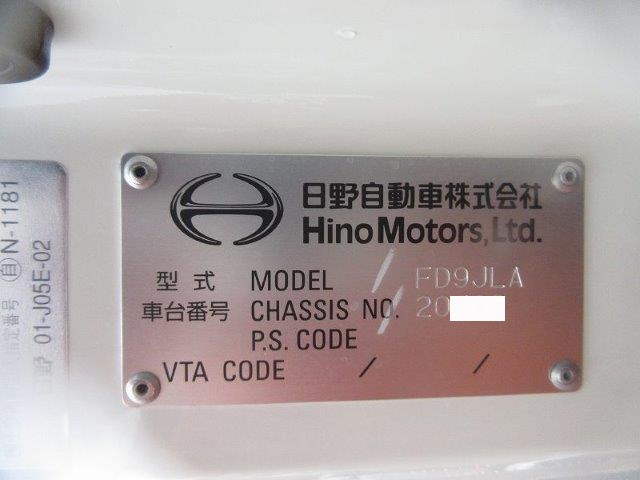 日野自動車株式会社
Hino Motors, Ltd.
型式 MODEL FD9JLA
車台番号 CHASSIS NO. 20
P.S. CODE
VTA CODE / /
自 N-1181
01-J05E-02